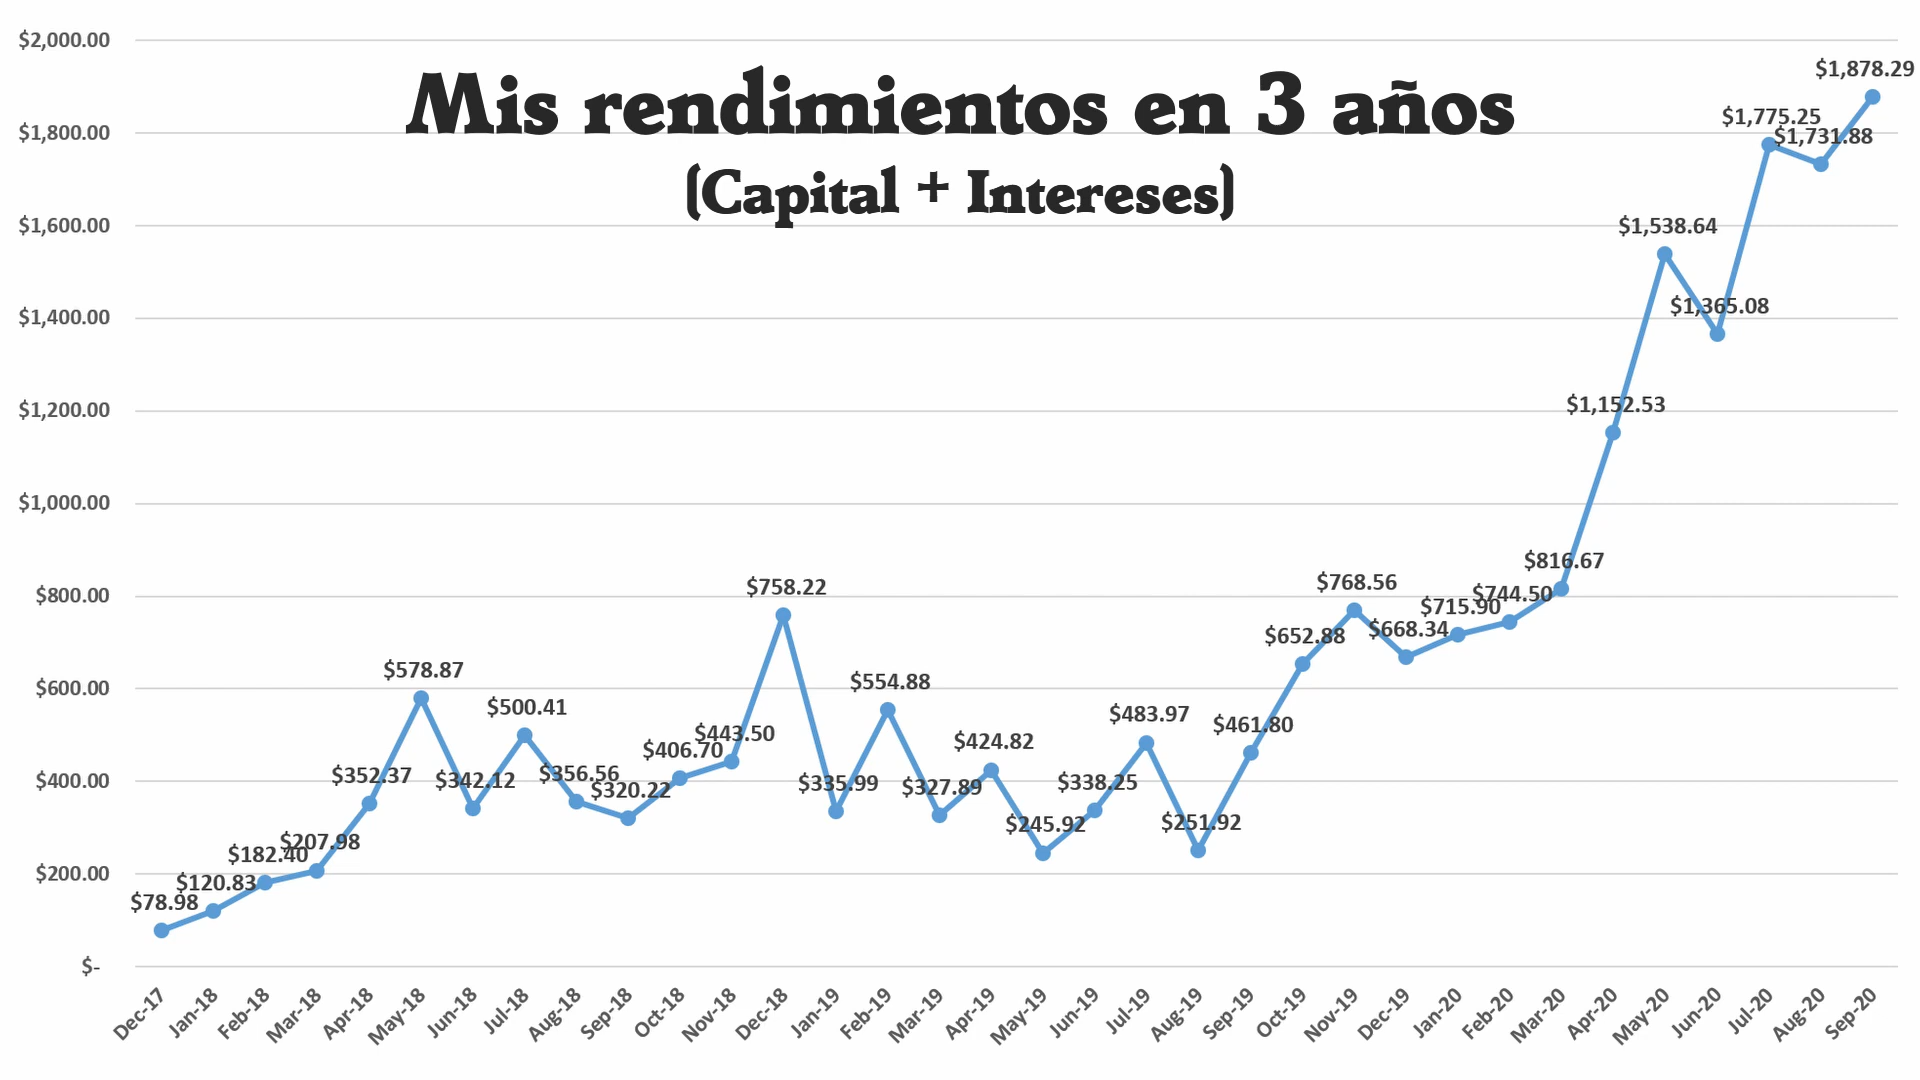 Mis rendimientos en 3 años
(Capital + Intereses)
$2,000.00
$1,800.00
$1,600.00
$1,400.00
$1,200.00
$1,000.00
$800.00
$600.00
$400.00
$200.00
$-
$78.98
$120.83
$182.40
$207.98
$352.37
$578.87
$342.12
$500.41
$356.56
$320.22
$406.70
$443.50
$758.22
$335.99
$554.88
$327.89
$424.82
$245.92
$338.25
$483.97
$251.92
$461.80
$652.88
$768.56
$668.34
$715.90
$744.50
$816.67
$1,152.53
$1,538.64
$1,365.08
$1,775.25
$1,731.88
$1,878.29
Dec-17
Jan-18
Feb-18
Mar-18
Apr-18
May-18
Jun-18
Jul-18
Aug-18
Sep-18
Oct-18
Nov-18
Dec-18
Jan-19
Feb-19
Mar-19
Apr-19
May-19
Jun-19
Jul-19
Aug-19
Sep-19
Oct-19
Nov-19
Dec-19
Jan-20
Feb-20
Mar-20
Apr-20
May-20
Jun-20
Jul-20
Aug-20
Sep-20